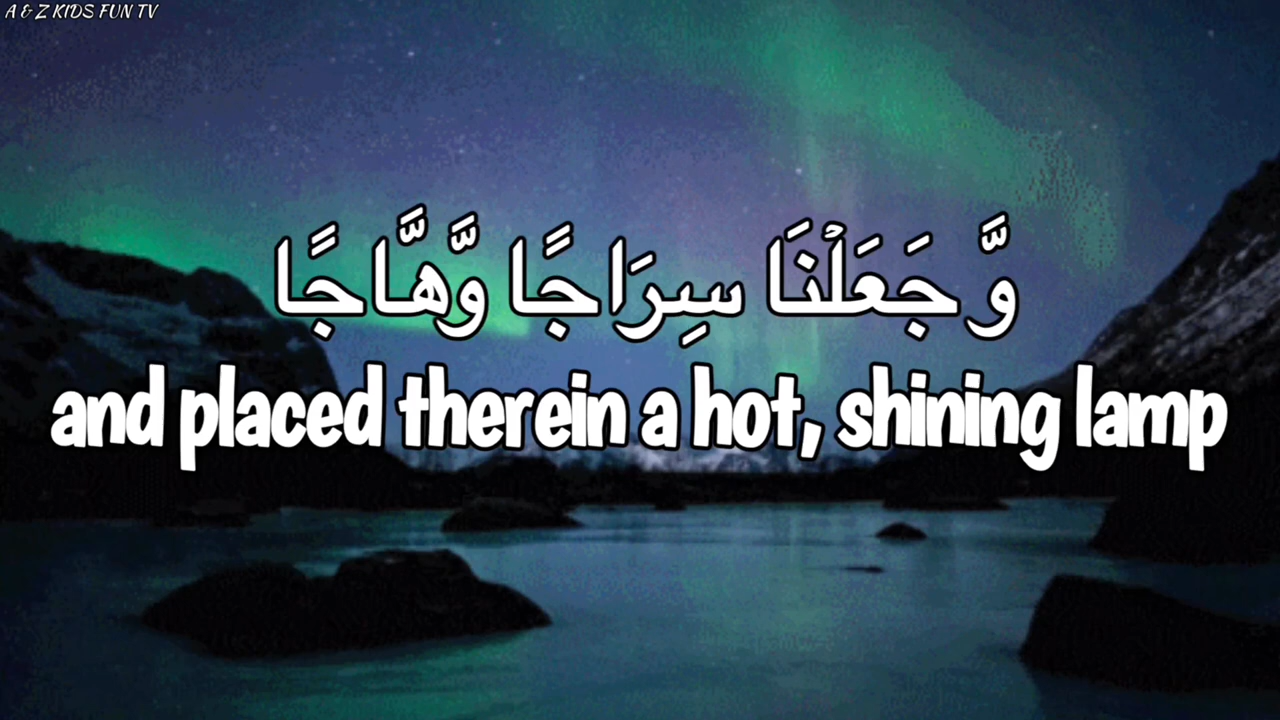 A & Z KIDS FUN TV
وَّ جَعَلْنَا سِرَاجًا وَّهَّاجًا
and placed therein a hot, shining lamp